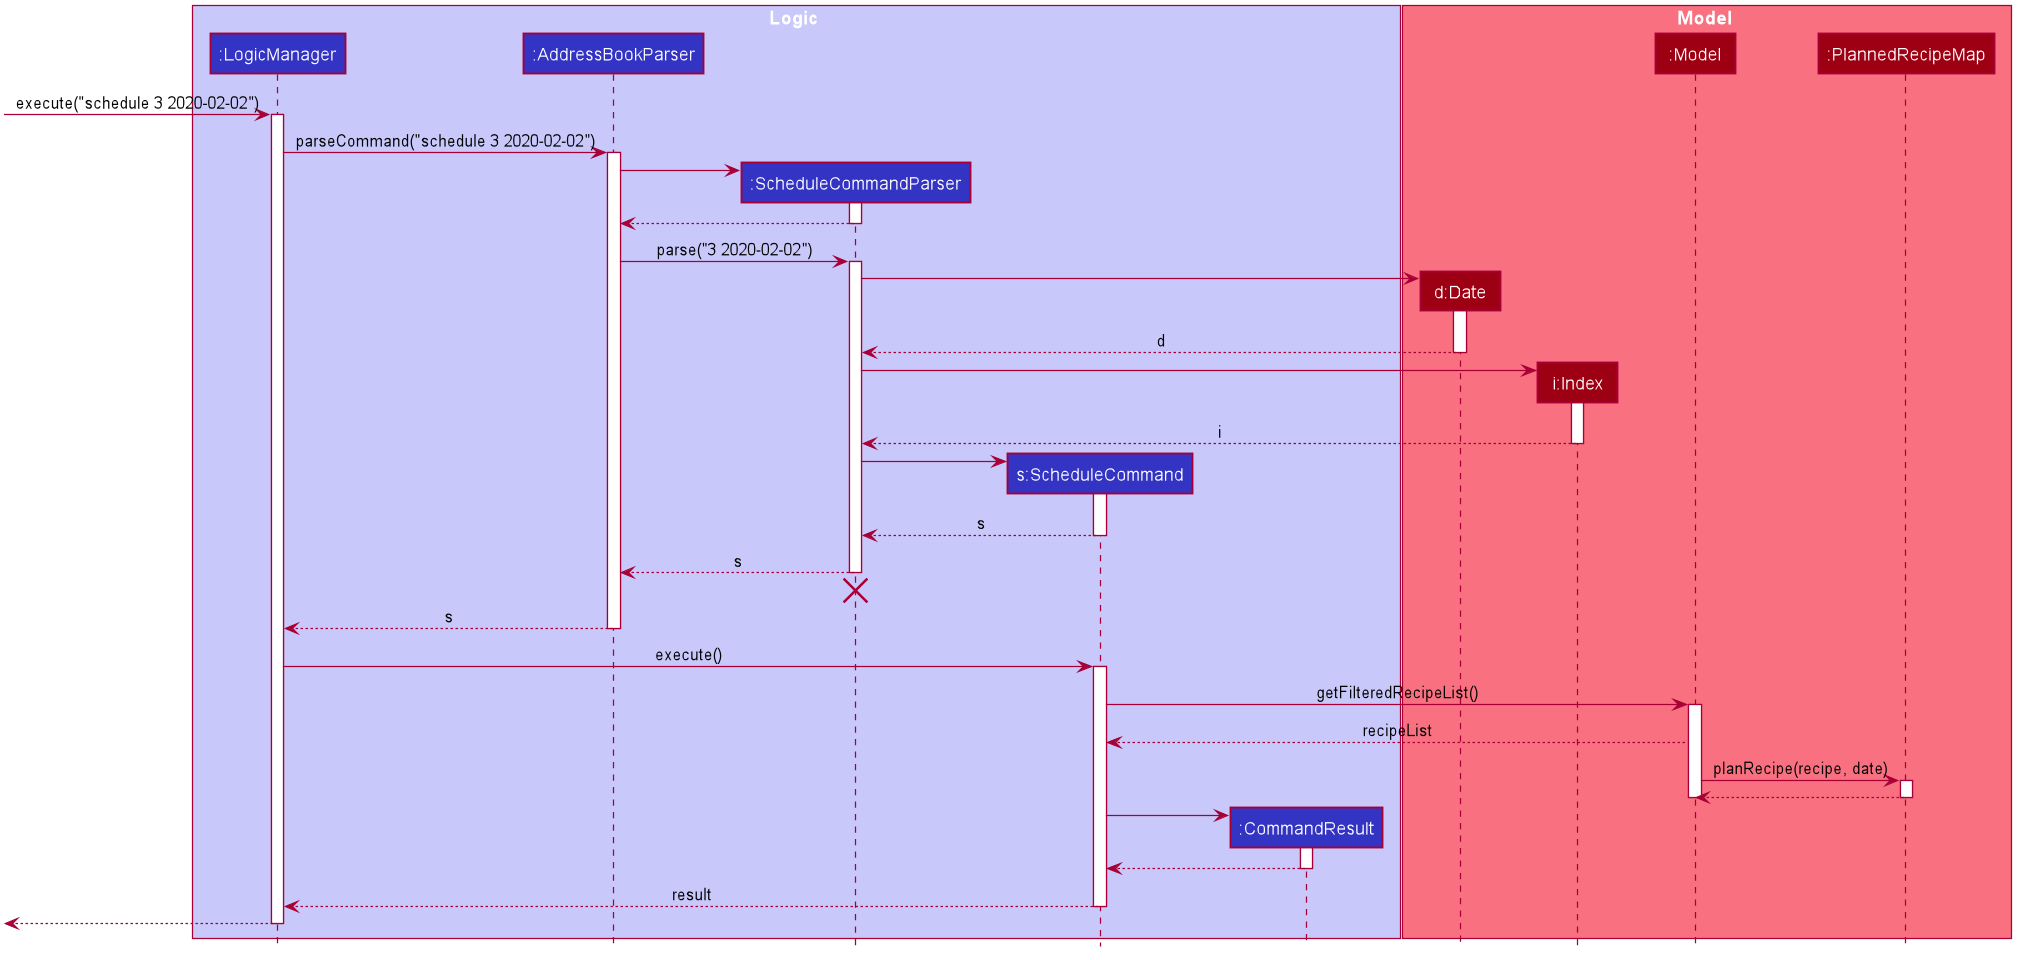 Logic
Model
:LogicManager
:AddressBookParser
:Model
:PlannedRecipeMap
execute("schedule 3 2020-02-02")
parseCommand("schedule 3 2020-02-02")
:ScheduleCommandParser
parse("3 2020-02-02")
d:Date
d
i:Index
i
s:ScheduleCommand
s
s
s
execute()
getFilteredRecipeList()
recipeList
planRecipe(recipe, date)
:CommandResult
result